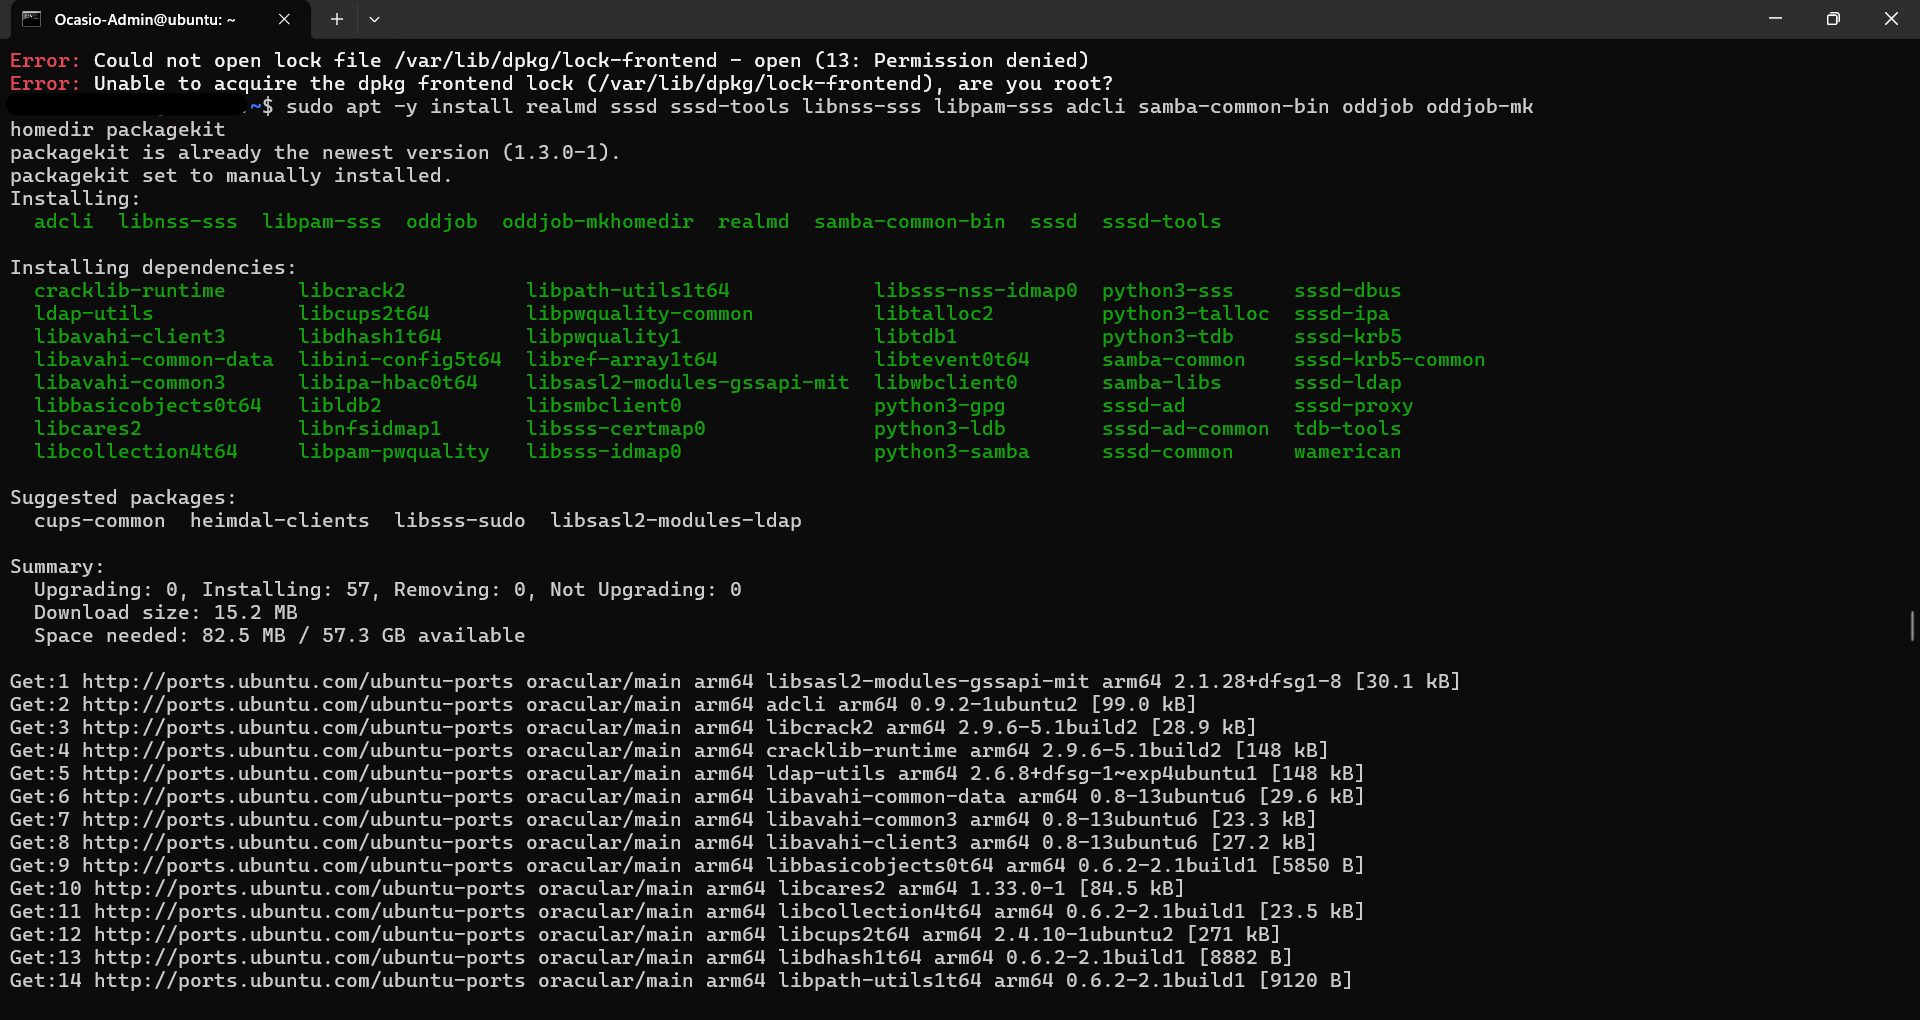 Ocasio-Admin@ubuntu: ~
Error: Could not open lock file /var/lib/dpkg/lock-frontend - open (13: Permission denied)
Error: Unable to acquire the dpkg frontend lock (/var/lib/dpkg/lock-frontend), are you root?
~$ sudo apt -y install realmd sssd sssd-tools libnss-sss libpam-sss adcli samba-common-bin oddjob oddjob-mk
homedir packagekit
packagekit is already the newest version (1.3.0-1).
packagekit set to manually installed.
Installing:
adcli libnss-sss libpam-sss oddjob oddjob-mkhomedir realmd samba-common-bin sssd sssd-tools
Installing dependencies:
cracklib-runtime libcrack2 libpath-utils1t64 libsss-nss-idmap0 python3-sss sssd-dbus
ldap-utils libcups2t64 libpwquality-common libtalloc2 python3-talloc sssd-ipa
libavahi-client3 libdhash1t64 libpwquality1 libtdb1 python3-tdb sssd-krb5
libavahi-common-data libini-config5t64 libref-array1t64 libtevent0t64 samba-common sssd-krb5-common
libavahi-common3 libipa-hbac0t64 libsasl2-modules-gssapi-mit libwbclient0 samba-libs sssd-ldap
libbasicobjects0t64 libldb2 libsmbclient0 python3-gpg sssd-ad sssd-proxy
libcares2 libnfsidmap1 libsss-certmap0 python3-ldb sssd-ad-common tdb-tools
libcollection4t64 libpam-pwquality libsss-idmap0 python3-samba sssd-common wamerican
Suggested packages:
cups-common heimdal-clients libsss-sudo libsasl2-modules-ldap
Summary:
Upgrading: 0, Installing: 57, Removing: 0, Not Upgrading: 0
Download size: 15.2 MB
Space needed: 82.5 MB / 57.3 GB available
Get:1 http://ports.ubuntu.com/ubuntu-ports oracular/main arm64 libsasl2-modules-gssapi-mit arm64 2.1.28+dfsg1-8 [30.1 kB]
Get:2 http://ports.ubuntu.com/ubuntu-ports oracular/main arm64 adcli arm64 0.9.2-1ubuntu2 [99.0 kB]
Get:3 http://ports.ubuntu.com/ubuntu-ports oracular/main arm64 libcrack2 arm64 2.9.6-5.1build2 [28.9 kB]
Get:4 http://ports.ubuntu.com/ubuntu-ports oracular/main arm64 cracklib-runtime arm64 2.9.6-5.1build2 [148 kB]
Get:5 http://ports.ubuntu.com/ubuntu-ports oracular/main arm64 ldap-utils arm64 2.6.8+dfsg-1~exp4ubuntu1 [148 kB]
Get:6 http://ports.ubuntu.com/ubuntu-ports oracular/main arm64 libavahi-common-data arm64 0.8-13ubuntu6 [29.6 kB]
Get:7 http://ports.ubuntu.com/ubuntu-ports oracular/main arm64 libavahi-common3 arm64 0.8-13ubuntu6 [23.3 kB]
Get:8 http://ports.ubuntu.com/ubuntu-ports oracular/main arm64 libavahi-client3 arm64 0.8-13ubuntu6 [27.2 kB]
Get:9 http://ports.ubuntu.com/ubuntu-ports oracular/main arm64 libbasicobjects0t64 arm64 0.6.2-2.1build1 [5850 B]
Get:10 http://ports.ubuntu.com/ubuntu-ports oracular/main arm64 libcares2 arm64 1.33.0-1 [84.5 kB]
Get:11 http://ports.ubuntu.com/ubuntu-ports oracular/main arm64 libcollection4t64 arm64 0.6.2-2.1build1 [23.5 kB]
Get:12 http://ports.ubuntu.com/ubuntu-ports oracular/main arm64 libcups2t64 arm64 2.4.10-1ubuntu2 [271 kB]
Get:13 http://ports.ubuntu.com/ubuntu-ports oracular/main arm64 libdhash1t64 arm64 0.6.2-2.1build1 [8882 B]
Get:14 http://ports.ubuntu.com/ubuntu-ports oracular/main arm64 libpath-utils1t64 arm64 0.6.2-2.1build1 [9120 B]